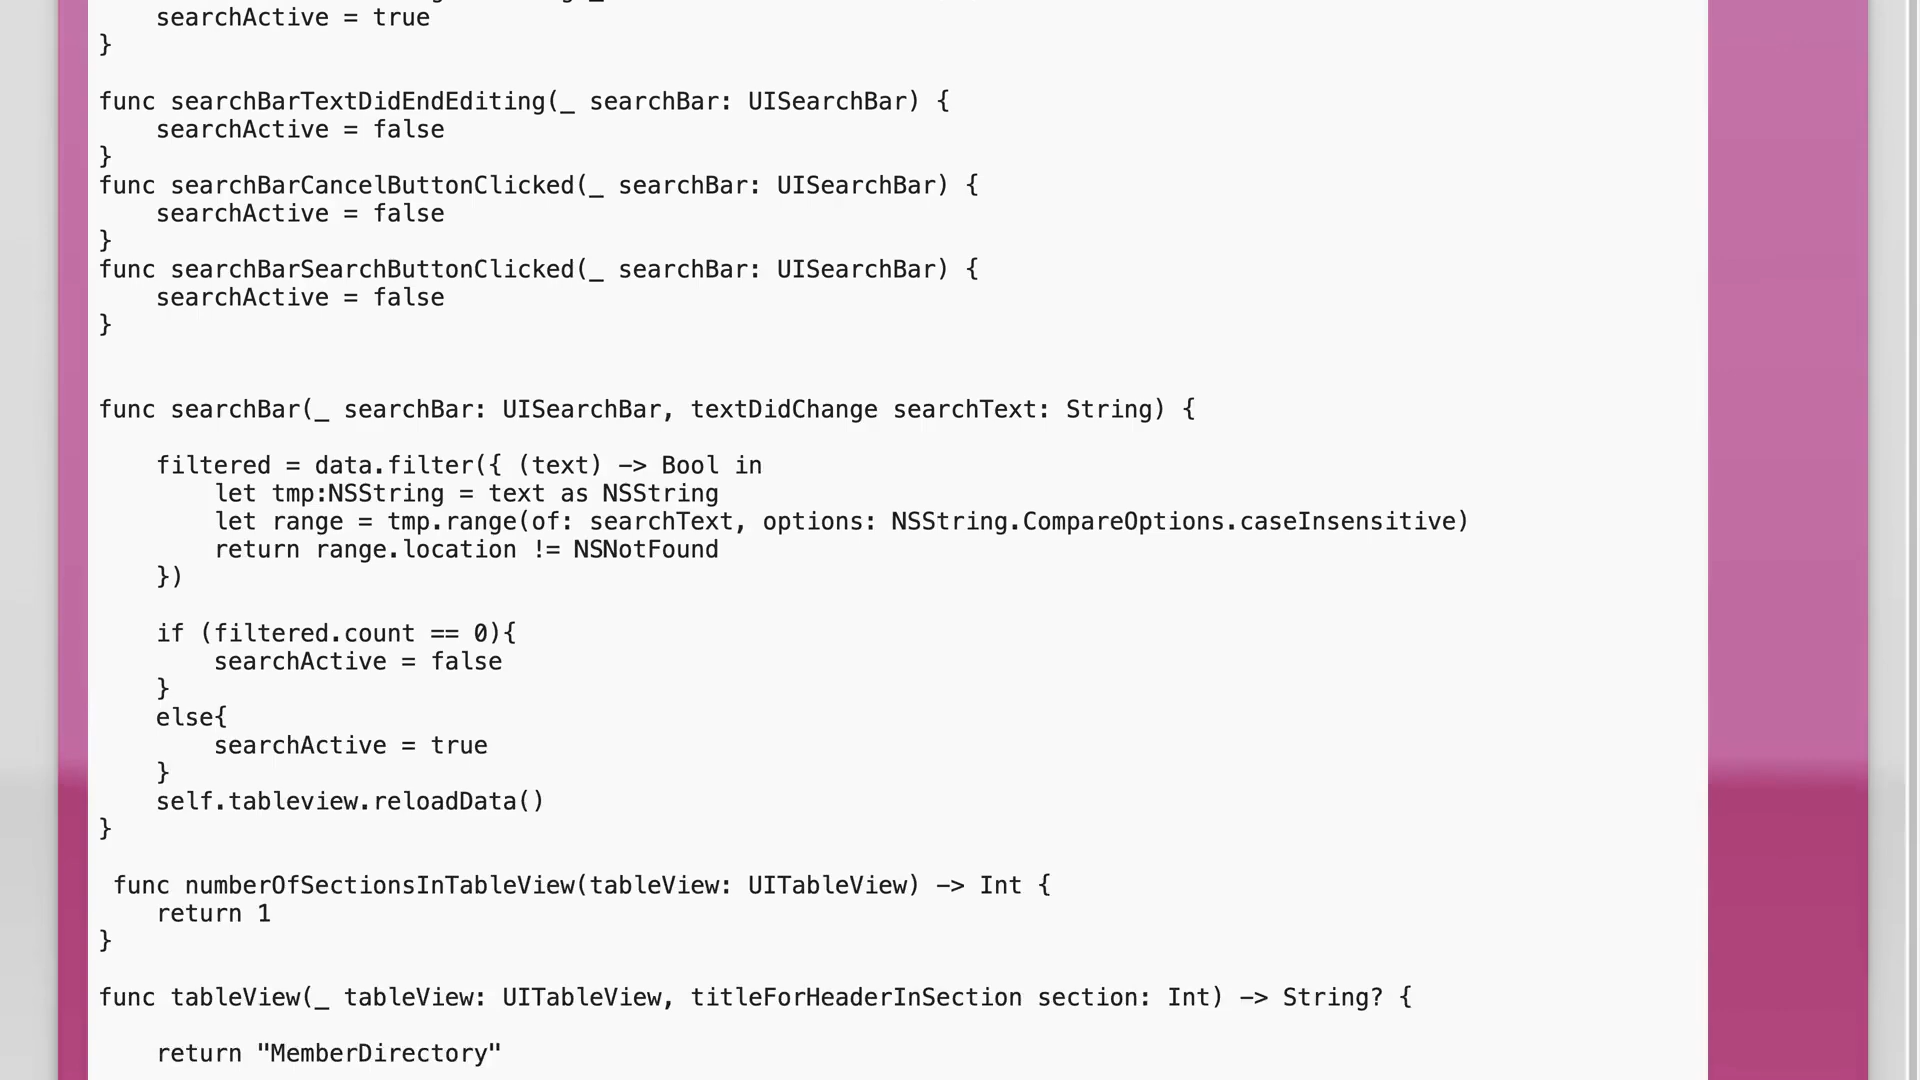 searchActive = true
}
func searchBarTextDidEndEditing(_ searchBar: UISearchBar) {
searchActive = false
}
func searchBarCancelButtonClicked(_ searchBar: UISearchBar) {
searchActive = false
}
func searchBarSearchButtonClicked(_ searchBar: UISearchBar) {
searchActive = false
}
func searchBar(_ searchBar: UISearchBar, textDidChange searchText: String) {
filtered = data.filter({ (text) -> Bool in
let tmp:NSString = text as NSString
let range = tmp.range(of: searchText, options: NSString.CompareOptions.caseInsensitive)
return range.location != NSNotFound
})
if (filtered.count == 0){
searchActive = false
}
else{
searchActive = true
}
self.tableview.reloadData()
}
func numberOfSectionsInTableView(tableView: UITableView) -> Int {
return 1
}
func tableView(_ tableView: UITableView, titleForHeaderInSection section: Int) -> String? {
return "MemberDirectory"